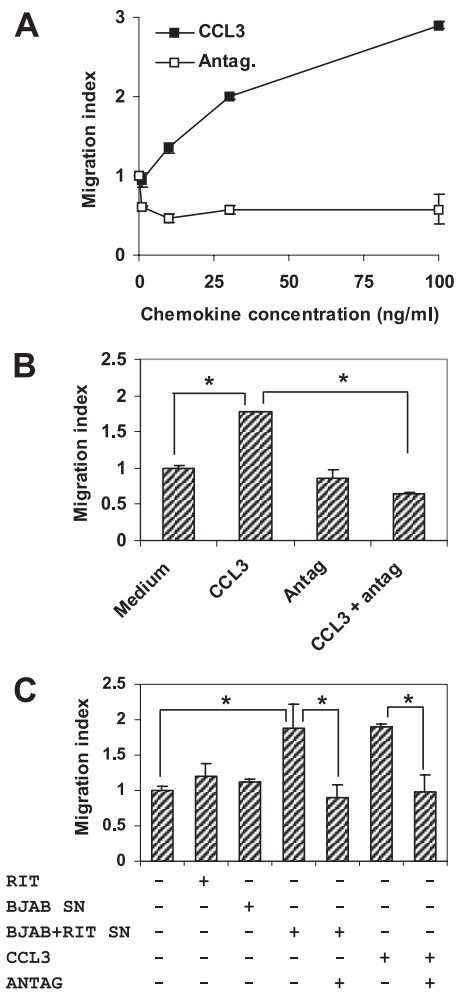 A
3
CCL3
Antag.
2
Migration index
1
0
0 25 50 75 100
Chemokine concentration (ng/ml)
B
2.5
* *
2
1.5
Migration index
1
0.5
0
Medium CCL3 Antag CCL3 + antag
C
2.5
* * *
2
1.5
Migration index
1
0.5
0
RIT – + – – – – –
BJAB SN – – + – – – –
BJAB+RIT SN – – – + + – –
CCL3 – – – – – + +
ANTAG – – – – + – +